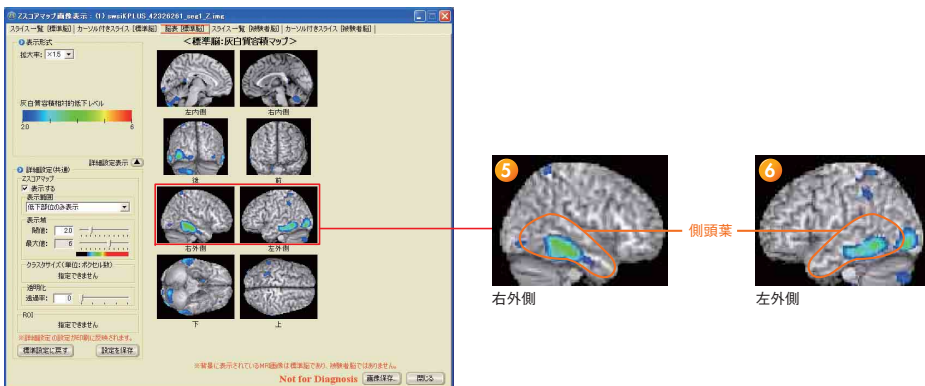 Zスコアマップ画像表示：(1) swsiKPLUS_42326261_seg1_Z.img
スライス一覧 [標準脳] カーソル付きスライス [標準脳] 脳表 [標準脳] スライス一覧 [被験者脳] カーソル付きスライス [被験者脳]
表示形式
拡大率: ×1.5
灰白質容積相対的低下レベル
2.0 6
詳細設定表示
詳細設定(共通)
Zスコアマップ
表示する
表示範囲
低下部位のみ表示
表示域
閾値: 2.0
最大値: 6
クラスタサイズ(単位:ボクセル数)
指定できません
透明化
透過率: 0
ROI
指定できません
※詳細設定の設定が印刷に反映されます。
標準設定に戻す 設定を保存
＜標準脳:灰白質容積マップ＞
左内側 右内側
後 前
右外側 左外側
下 上
※背景に表示されているMRI画像は標準脳であり、被験者脳ではありません。
Not for Diagnosis 画像保存.. 閉じる
5 6
側頭葉
右外側 左外側